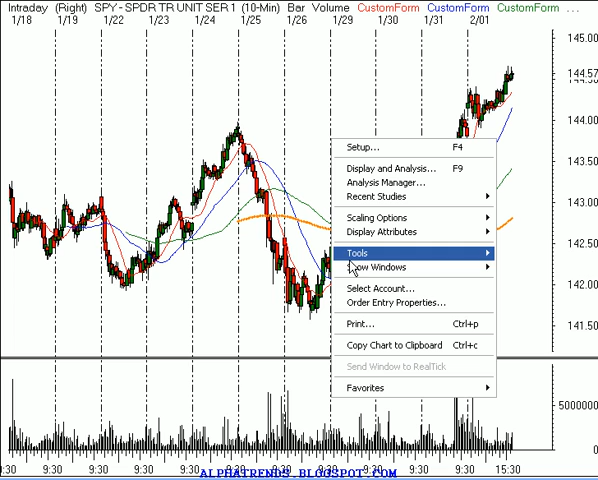 Intraday (Right) SPY - SPDR TR UNIT SER 1 (10-Min) Bar Volume CustomForm CustomForm CustomForm ...
1/18 1/19 1/22 1/23 1/24 1/25 1/26 1/29 1/30 1/31 2/01
145.00
144.57
144.00
143.50
143.00
142.50
142.00
141.50
Setup... F4
Display and Analysis... F9
Analysis Manager...
Recent Studies
Scaling Options
Display Attributes
Tools
Show Windows
Select Account...
Order Entry Properties...
Print... Ctrl+p
Copy Chart to Clipboard Ctrl+c
Send Window to RealTick
Favorites
5000000
0
9:30 9:30 9:30 9:30 9:30 9:30 9:30 9:30 9:30 9:30 9:30 15:30
ALPHATRENDS.BLOGSPOT.COM